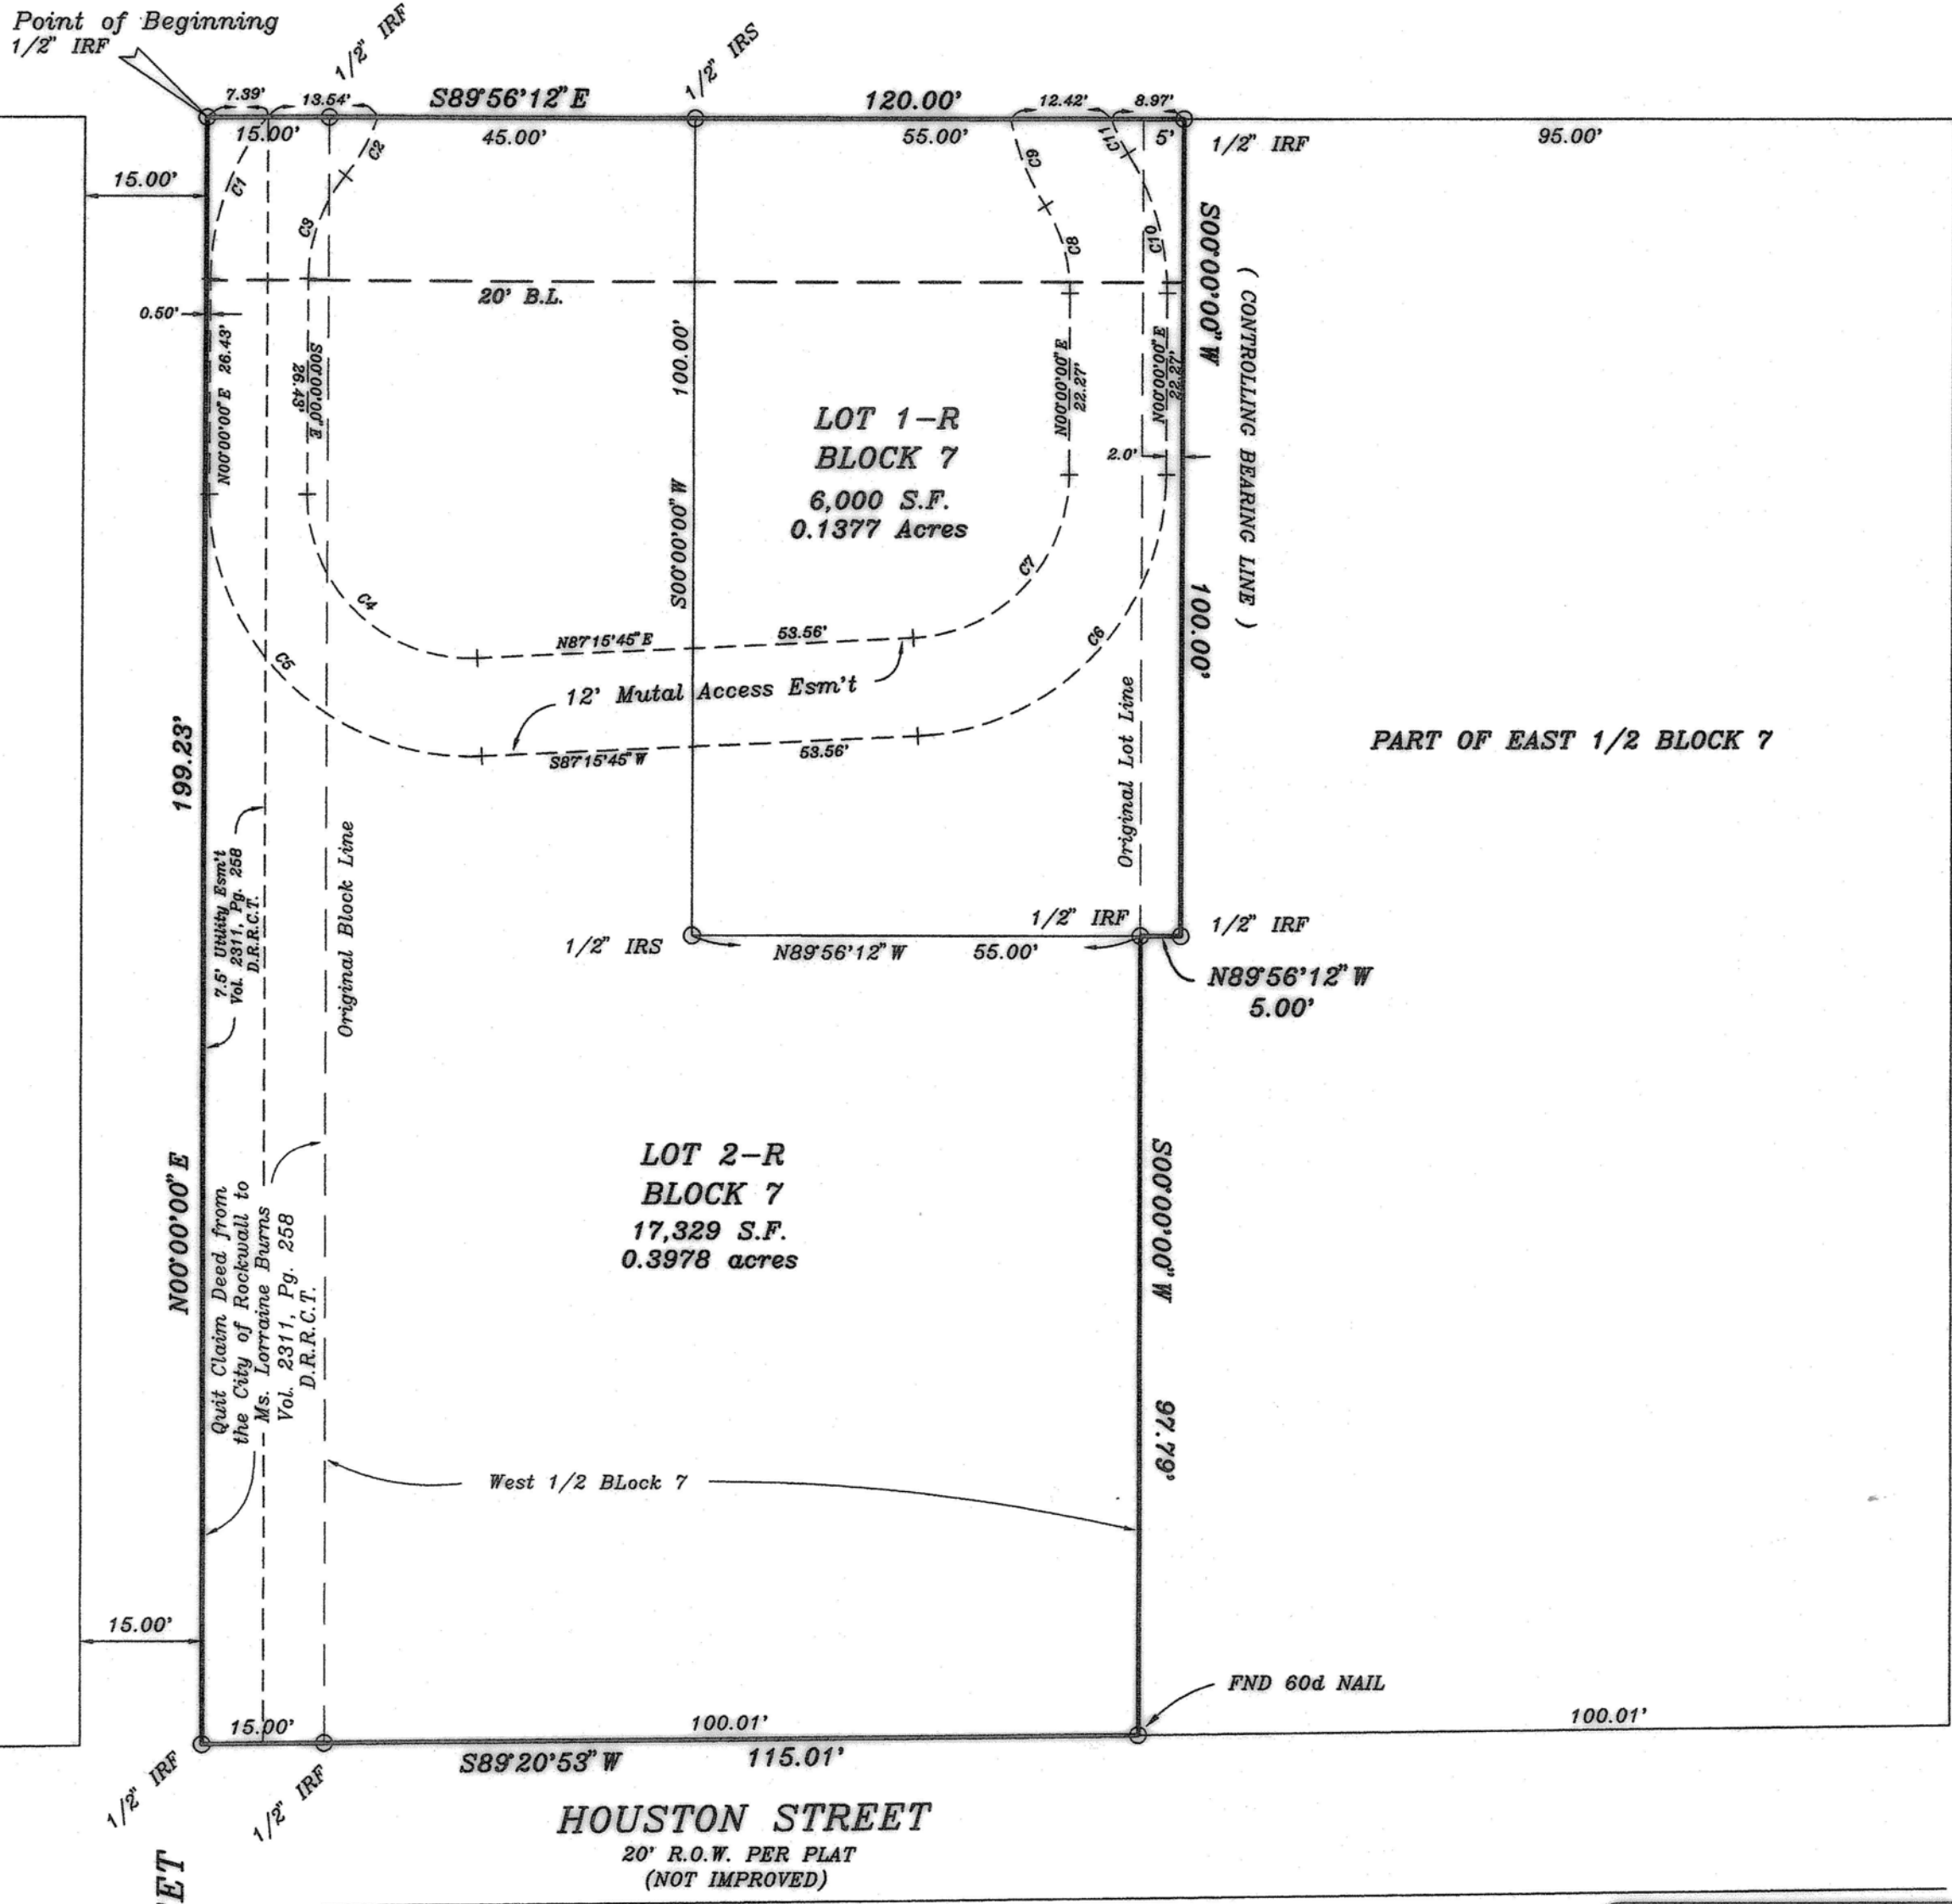 Point of Beginning
1/2" IRF
1/2" IRF
1/2" IRS
7.39'
13.54'
S89°56'12"E
120.00'
12.42'
8.97'
15.00'
45.00'
55.00'
5'
1/2" IRF
95.00'
15.00'
C1
C2
C3
C9
C11
C8
C10
S00°00'00"W
( CONTROLLING BEARING LINE )
100.00'
20' B.L.
0.50'
N00°00'00"E 26.43'
S00°00'00"E
26.43'
100.00'
S00°00'00"W
N00°00'00"E
22.27'
N00°00'00"E
22.27'
2.0'
LOT 1-R
BLOCK 7
6,000 S.F.
0.1377 Acres
C4
C7
C5
C6
N87°15'45"E
53.56'
12' Mutal Access Esm't
S87°15'45"W
53.56'
Original Lot Line
PART OF EAST 1/2 BLOCK 7
199.23'
7.5' Utility Esm't
Vol. 2311, Pg. 258
D.R.R.C.T.
Original Block Line
1/2" IRS
N89°56'12"W
55.00'
1/2" IRF
1/2" IRF
N89°56'12"W
5.00'
LOT 2-R
BLOCK 7
17,329 S.F.
0.3978 acres
N00°00'00"E
Quit Claim Deed from
the City of Rockwall to
Ms. Lorraine Burns
Vol. 2311, Pg. 258
D.R.R.C.T.
S00°00'00"W
97.79'
West 1/2 BLock 7
15.00'
FND 60d NAIL
15.00'
100.01'
100.01'
S89°20'53"W
115.01'
1/2" IRF
1/2" IRF
HOUSTON STREET
20' R.O.W. PER PLAT
(NOT IMPROVED)
EET